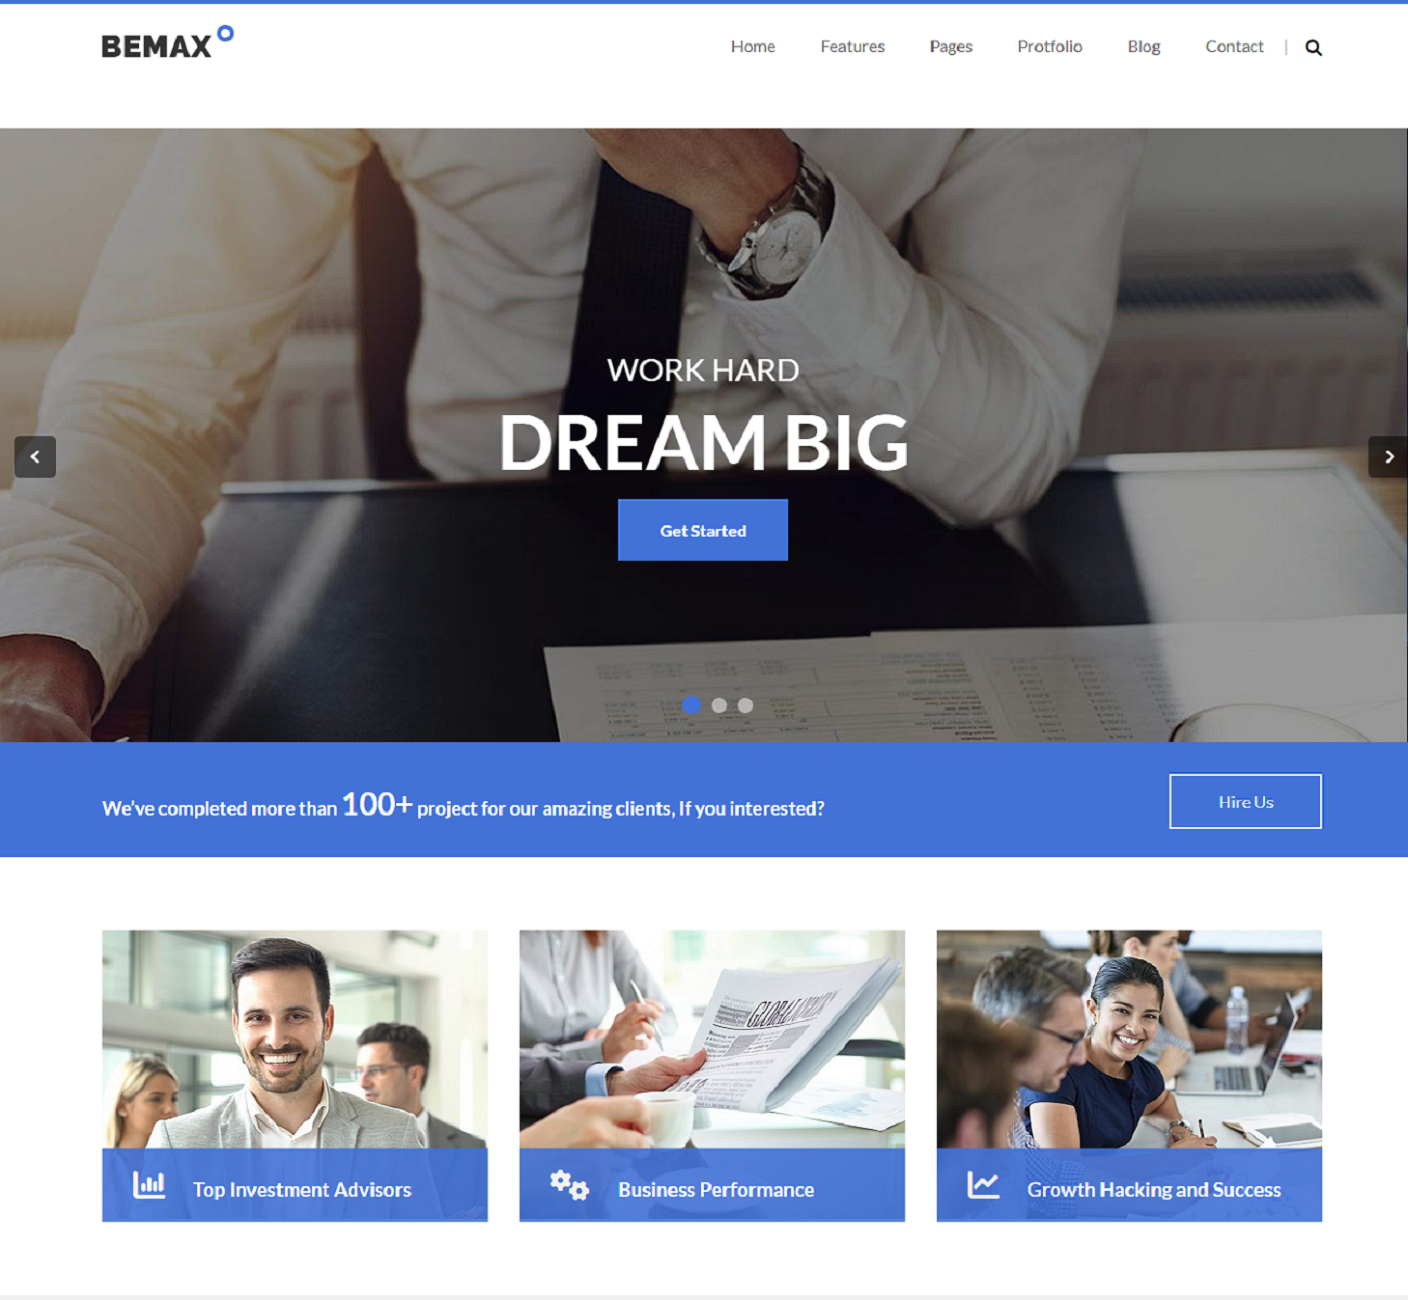 BEMAX
Home Features Pages Protfolio Blog Contact
WORK HARD
DREAM BIG
Get Started
We've completed more than 100+ project for our amazing clients, If you interested?
Hire Us
GLOBAL
Top Investment Advisors
Business Performance
Growth Hacking and Success